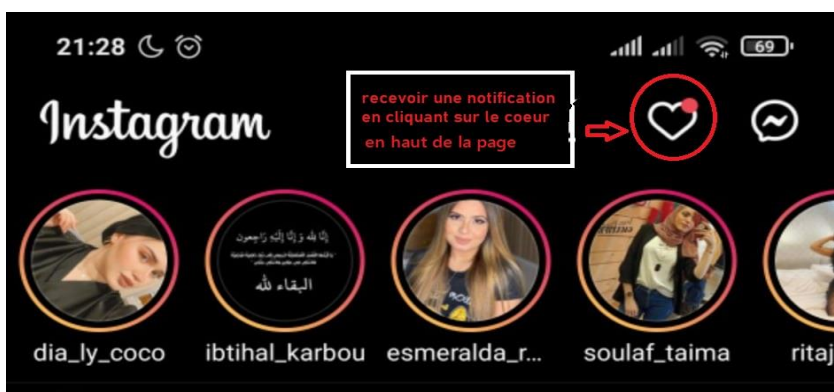 21:28
69
Instagram
recevoir une notification
en cliquant sur le coeur
en haut de la page
إنا لله و إنا إليه راجعون
البقاء لله
dia_ly_coco
ibtihal_karbou
esmeralda_r...
soulaf_taima
ritaj